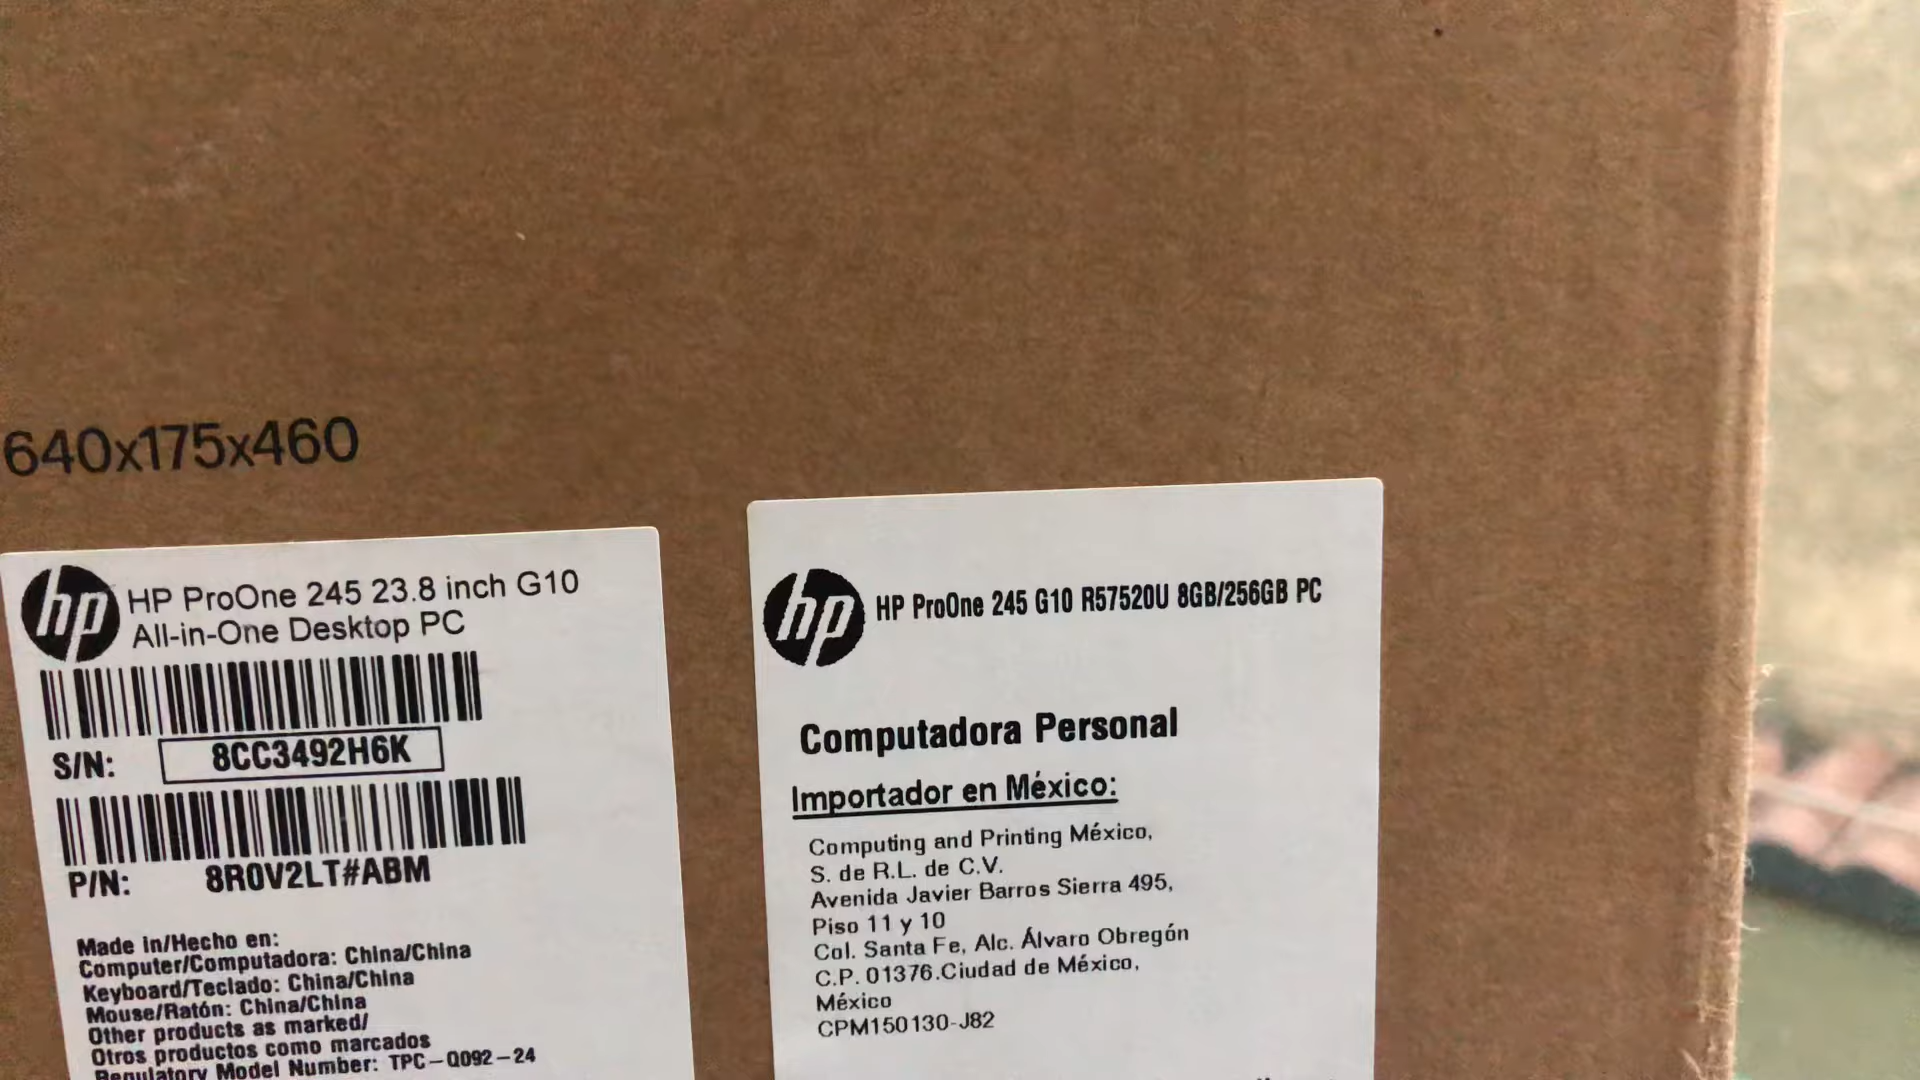 640x175x460
hp
HP ProOne 245 23.8 inch G10
All-in-One Desktop PC
S/N: 8CC3492H6K
P/N: 8R0V2LT#ABM
Made in/Hecho en:
Computer/Computadora: China/China
Keyboard/Teclado: China/China
Mouse/Ratón: China/China
Other products as marked/
Otros productos como marcados
Regulatory Model Number: TPC-Q092-24
hp
HP ProOne 245 G10 R57520U 8GB/256GB PC
Computadora Personal
Importador en México:
Computing and Printing México,
S. de R.L. de C.V.
Avenida Javier Barros Sierra 495,
Piso 11 y 10
Col. Santa Fe, Alc. Álvaro Obregón
C.P. 01376.Ciudad de México,
México
CPM150130-J82